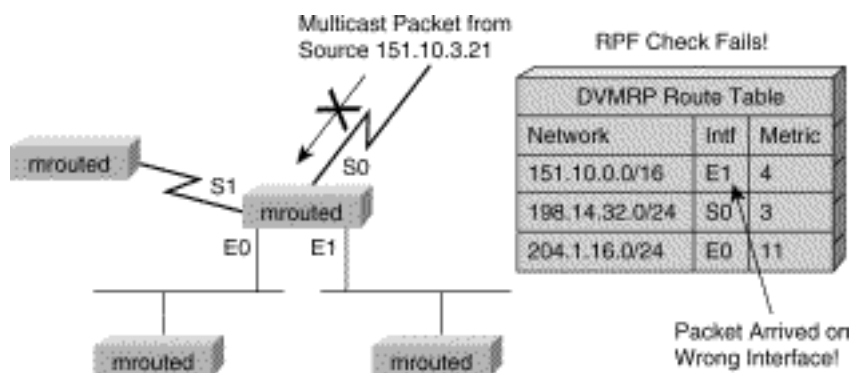 Multicast Packet from
Source 151.10.3.21
RPF Check Fails!
DVMRP Route Table
Network Intf Metric
151.10.0.0/16 E1 4
198.14.32.0/24 S0 3
204.1.16.0/24 E0 11
mrouted
S1
S0
mrouted
E0
E1
mrouted
mrouted
Packet Arrived on
Wrong Interface!